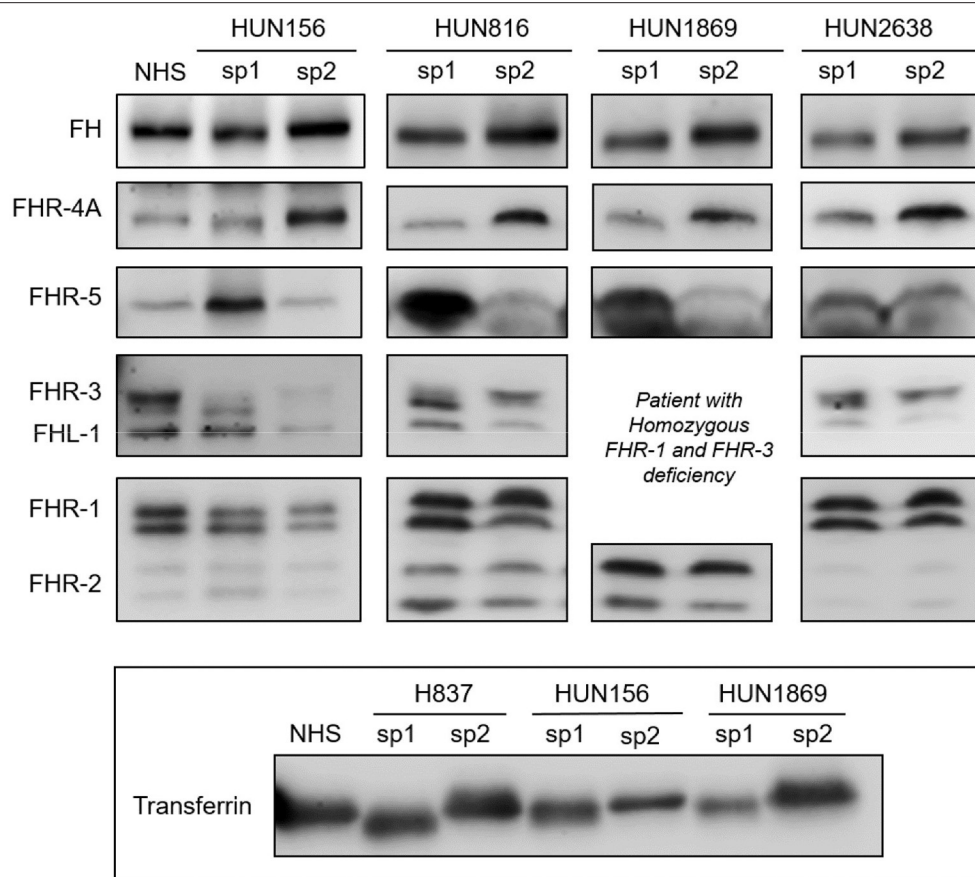 HUN156 HUN816 HUN1869 HUN2638
NHS sp1 sp2 sp1 sp2 sp1 sp2 sp1 sp2
FH
FHR-4A
FHR-5
FHR-3
FHL-1
Patient with
Homozygous
FHR-1 and FHR-3
deficiency
FHR-1
FHR-2
H837 HUN156 HUN1869
NHS sp1 sp2 sp1 sp2 sp1 sp2
Transferrin